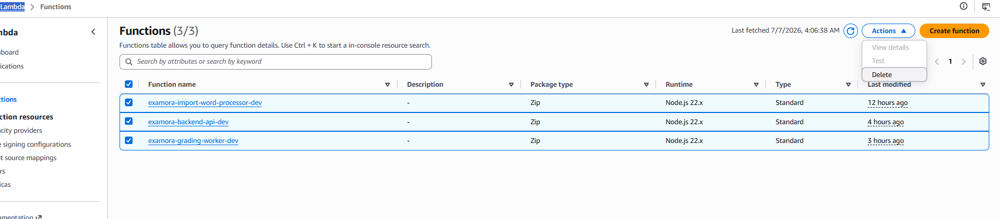 Lambda > Functions
mbda
Functions (3/3)
Last fetched 7/7/2026, 4:06:38 AM
Actions
Create function
Functions table allows you to query function details. Use Ctrl + K to start a in-console resource search.
View details
Test
Delete
Search by attributes or search by keyword
1
Function name Description Package type Runtime Type Last modified
examora-import-word-processor-dev - Zip Node.js 22.x Standard 12 hours ago
examora-backend-api-dev - Zip Node.js 22.x Standard 4 hours ago
examora-grading-worker-dev - Zip Node.js 22.x Standard 3 hours ago
board
ications
ctions
ction resources
acity providers
e signing configurations
t source mappings
rs
icas
umentation